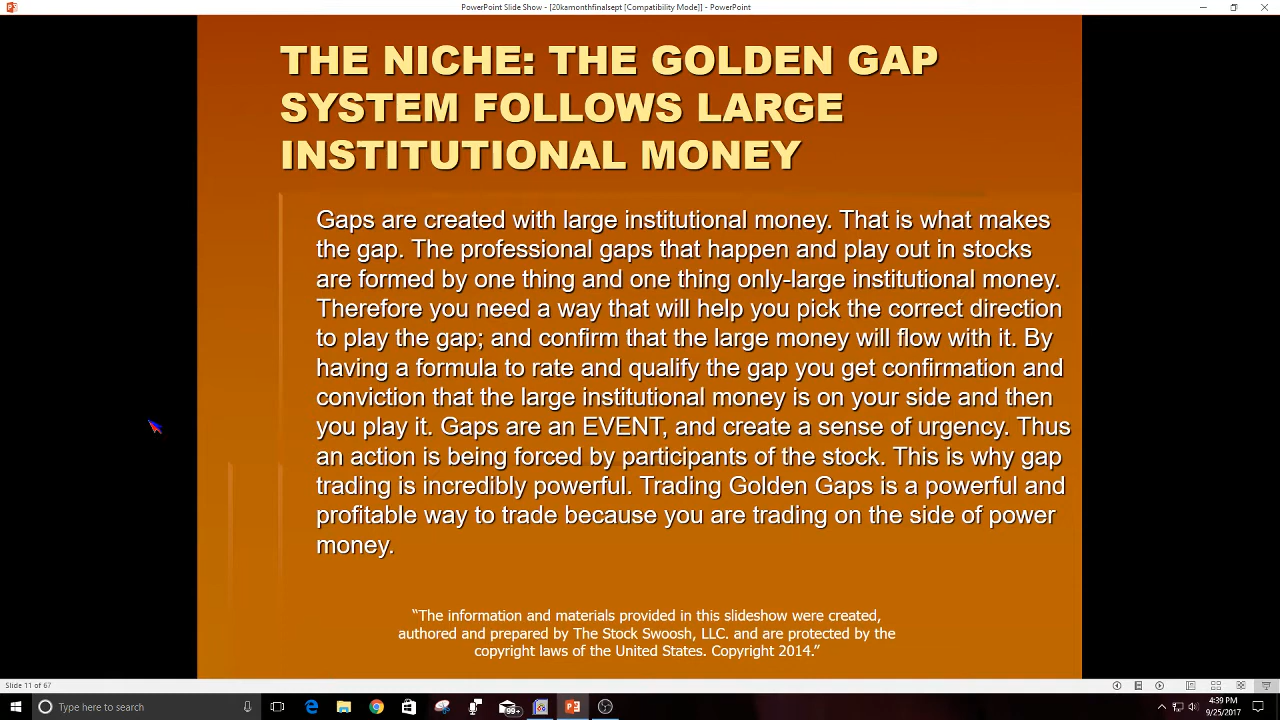 PowerPoint Slide Show - [20kamonthfinalsept [Compatibility Mode]] - PowerPoint
THE NICHE: THE GOLDEN GAP
SYSTEM FOLLOWS LARGE
INSTITUTIONAL MONEY
Gaps are created with large institutional money. That is what makes
the gap. The professional gaps that happen and play out in stocks
are formed by one thing and one thing only-large institutional money.
Therefore you need a way that will help you pick the correct direction
to play the gap; and confirm that the large money will flow with it. By
having a formula to rate and qualify the gap you get confirmation and
conviction that the large institutional money is on your side and then
you play it. Gaps are an EVENT, and create a sense of urgency. Thus
an action is being forced by participants of the stock. This is why gap
trading is incredibly powerful. Trading Golden Gaps is a powerful and
profitable way to trade because you are trading on the side of power
money.
“The information and materials provided in this slideshow were created,
authored and prepared by The Stock Swoosh, LLC. and are protected by the
copyright laws of the United States. Copyright 2014.”
Slide 11 of 67
Type here to search
99+
4:39 PM
9/25/2017